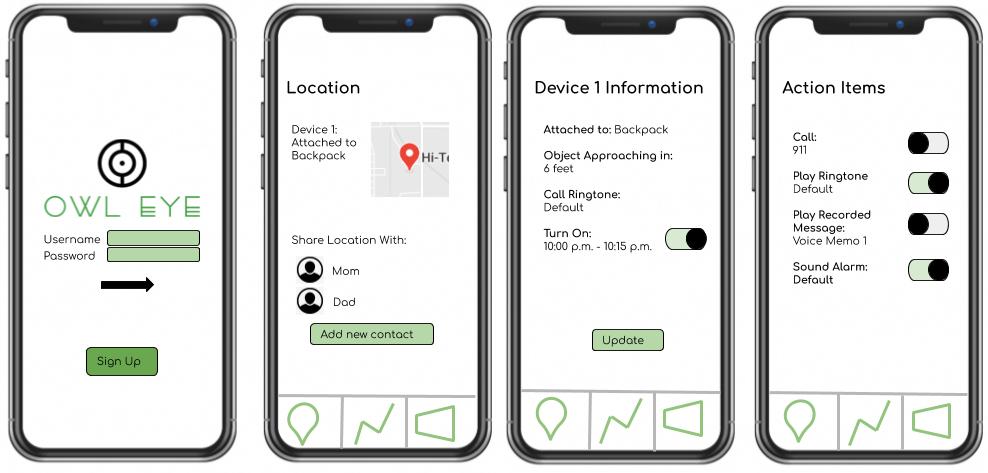 OWL EYE
Username
Password
Sign Up
Location
Device 1:
Attached to
Backpack
Share Location With:
Mom
Dad
Add new contact
Device 1 Information
Attached to: Backpack
Object Approaching in:
6 feet
Call Ringtone:
Default
Turn On:
10:00 p.m. - 10:15 p.m.
Update
Action Items
Call:
911
Play Ringtone
Default
Play Recorded
Message:
Voice Memo 1
Sound Alarm:
Default